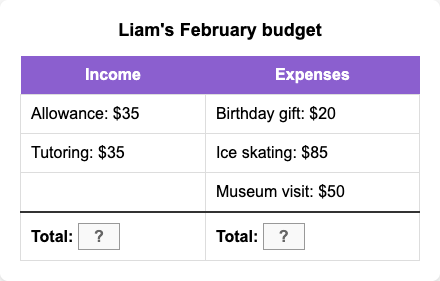 Liam's February budget
Income Expenses
Allowance: $35 Birthday gift: $20
Tutoring: $35 Ice skating: $85
Museum visit: $50
Total: ? Total: ?